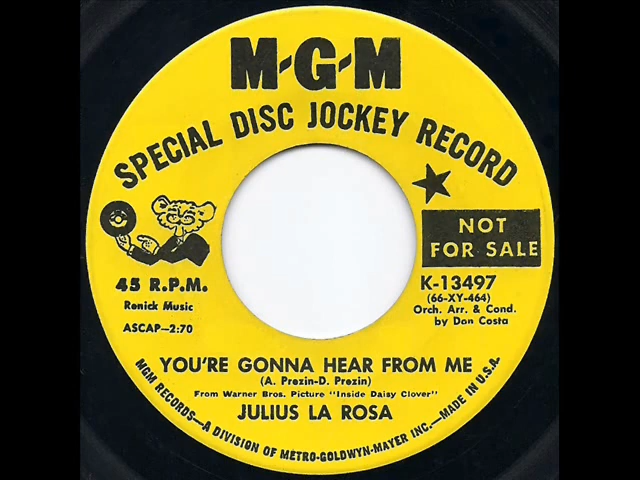 M-G-M
SPECIAL DISC JOCKEY RECORD
NOT
FOR SALE
45 R.P.M.
Renick Music
ASCAP-2:70
K-13497
(66-XY-464)
Orch. Arr. & Cond.
by Don Costa
YOU'RE GONNA HEAR FROM ME
(A. Prezin-D. Prezin)
From Warner Bros. Picture "Inside Daisy Clover"
JULIUS LA ROSA
MGM RECORDS—A DIVISION OF METRO-GOLDWYN-MAYER INC.—MADE IN U.S.A.